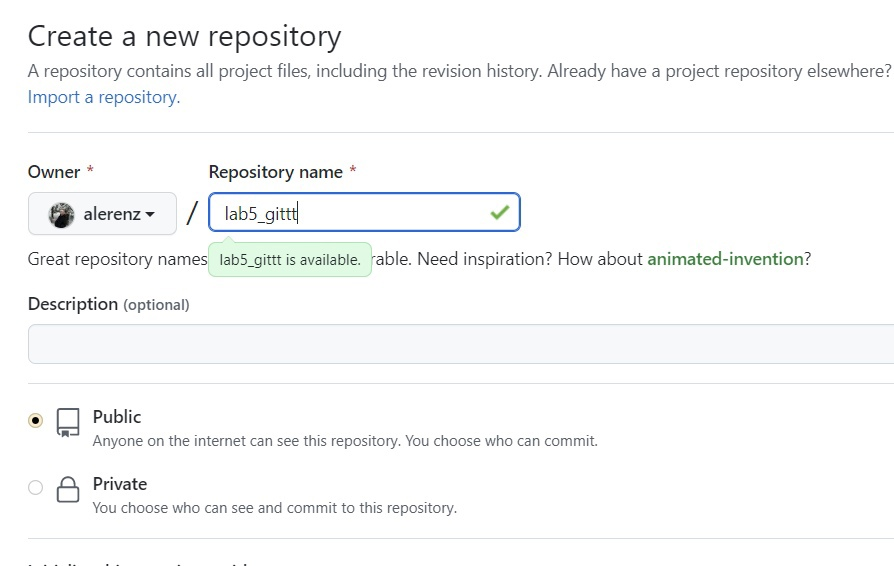 Create a new repository
A repository contains all project files, including the revision history. Already have a project repository elsewhere?
Import a repository.
Owner * Repository name *
alerenz / lab5_gittt
lab5_gittt is available.
Great repository names rable. Need inspiration? How about animated-invention?
Description (optional)
Public
Anyone on the internet can see this repository. You choose who can commit.
Private
You choose who can see and commit to this repository.